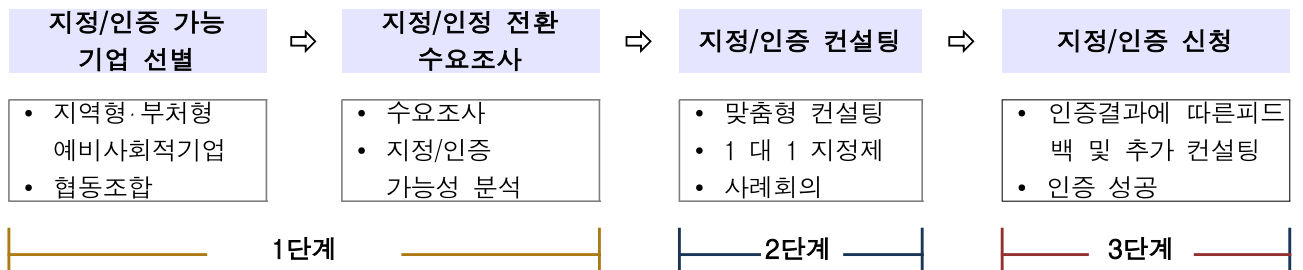 지정/인증 가능
기업 선별
⇨
지정/인정 전환
수요조사
⇨
지정/인증 컨설팅
⇨
지정/인증 신청
• 지역형·부처형
예비사회적기업
• 협동조합
• 수요조사
• 지정/인증
가능성 분석
• 맞춤형 컨설팅
• 1 대 1 지정제
• 사례회의
• 인증결과에 따른피드
백 및 추가 컨설팅
• 인증 성공
1단계
2단계
3단계